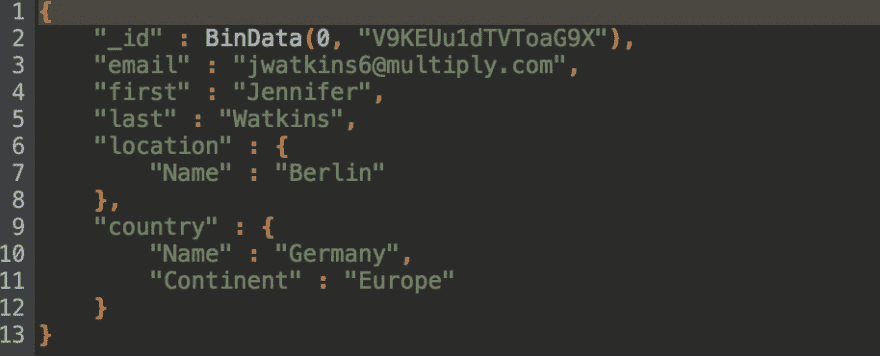 1 {
2 "_id" : BinData(0, "V9KEUu1dTVToaG9X"),
3 "email" : "jwatkins6@multiply.com",
4 "first" : "Jennifer",
5 "last" : "Watkins",
6 "location" : {
7 "Name" : "Berlin"
8 },
9 "country" : {
10 "Name" : "Germany",
11 "Continent" : "Europe"
12 }
13 }